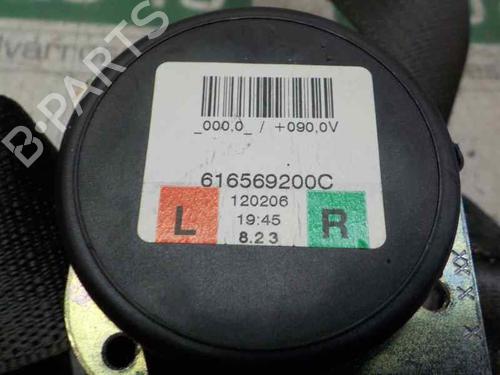 _000,0_ / +090,0V
616569200C
120206
L
19:45
R
8.23
B-PARTS